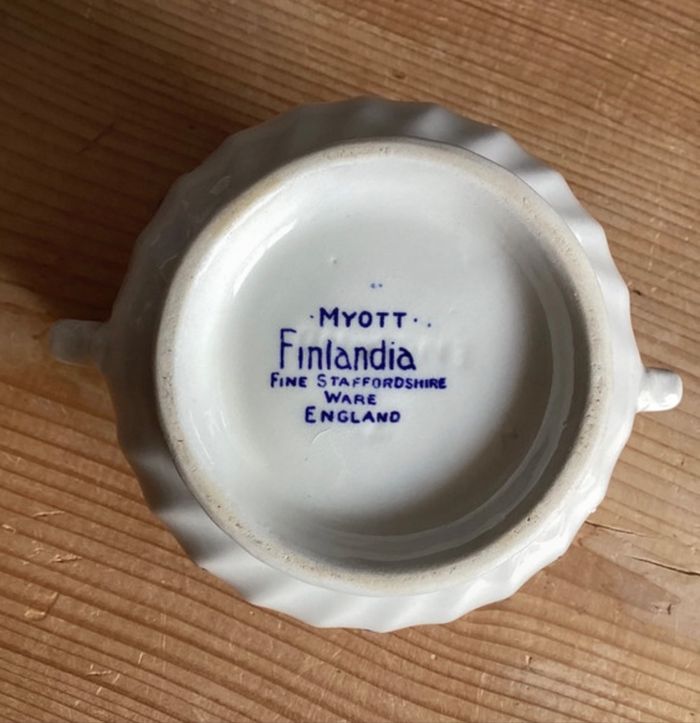 · MYOTT ·
Finlandia
FINE STAFFORDSHIRE
WARE
ENGLAND